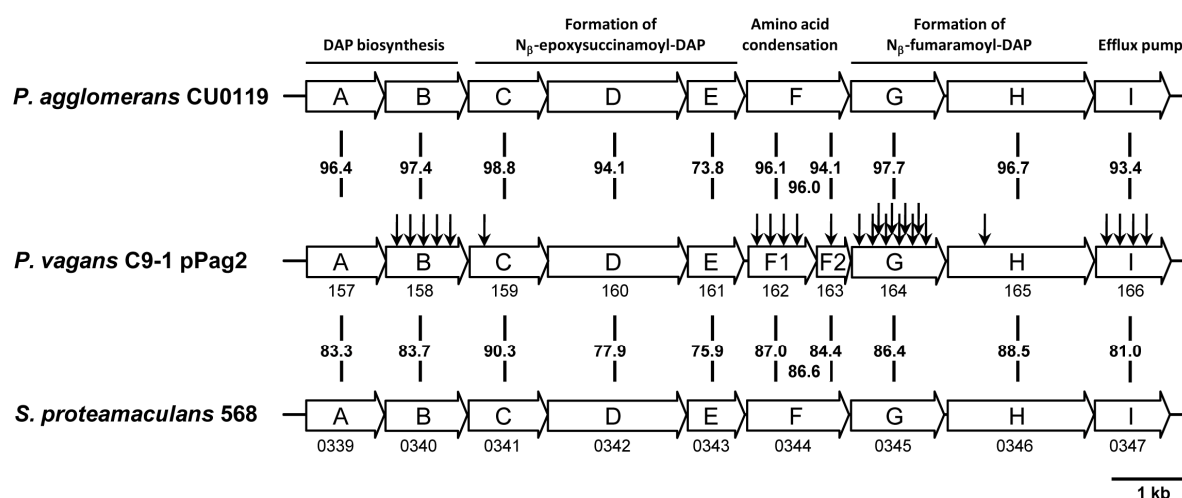 Formation of
Amino acid
Formation of
DAP biosynthesis
Nβ-epoxysuccinamoyl-DAP
condensation
Nβ-fumaramoyl-DAP
Efflux pump
P. agglomerans CU0119
A B C D E F G H I
96.4 97.4 98.8 94.1 73.8 96.1 94.1 97.7 96.7 93.4
96.0
P. vagans C9-1 pPag2
A B C D E F1 F2 G H I
157 158 159 160 161 162 163 164 165 166
83.3 83.7 90.3 77.9 75.9 87.0 84.4 86.4 88.5 81.0
86.6
S. proteamaculans 568
A B C D E F G H I
0339 0340 0341 0342 0343 0344 0345 0346 0347
1 kb